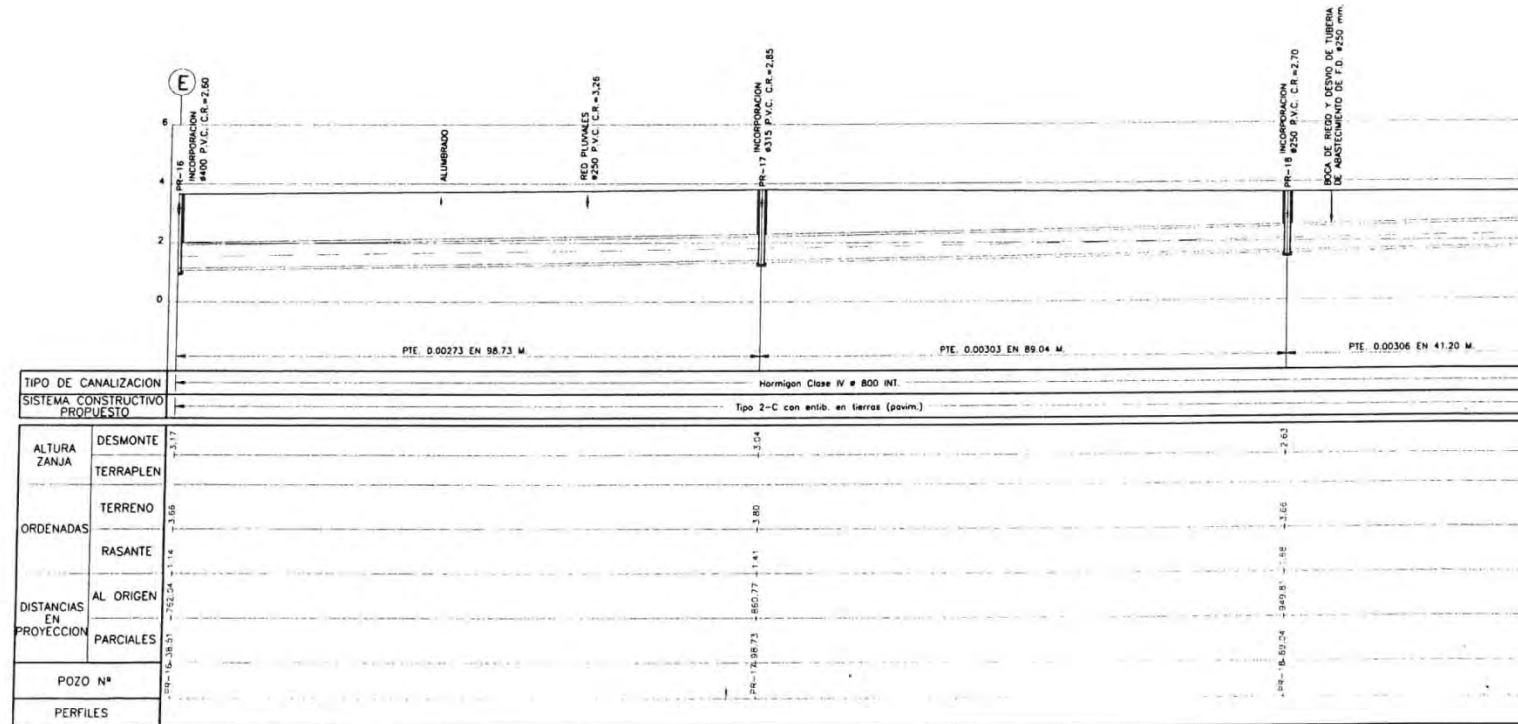 E
PR-16
INCORPORACION
ø400 P.V.C. C.R.=2,60
ALUMBRADO
RED PLUVIALES
ø250 P.V.C. C.R.=3,26
PR-17 INCORPORACION
ø315 P.V.C. C.R.=2,85
PR-18 INCORPORACION
ø250 P.V.C. C.R.=2,70
BOCA DE RIEGO Y DESVIO DE TUBERIA
DE ABASTECIMIENTO DE F.D. ø250 mm.
6
4
2
0
PTE. 0.00273 EN 98.73 M.
PTE. 0.00303 EN 89.04 M.
PTE. 0.00306 EN 41.20 M.
TIPO DE CANALIZACION
Hormigon Clase IV ø 800 INT.
SISTEMA CONSTRUCTIVO
PROPUESTO
Tipo 2-C con entib. en tierras (pavim.)
ALTURA
ZANJA
DESMONTE
3.17
3.04
2.63
TERRAPLEN
ORDENADAS
TERRENO
3.66
3.80
3.66
RASANTE
1.14
1.41
DISTANCIAS
EN
PROYECCION
AL ORIGEN
762.04
860.77
949.81
PARCIALES
38.51
98.73
89.04
POZO Nº
PR-16
PR-17
PR-18
PERFILES